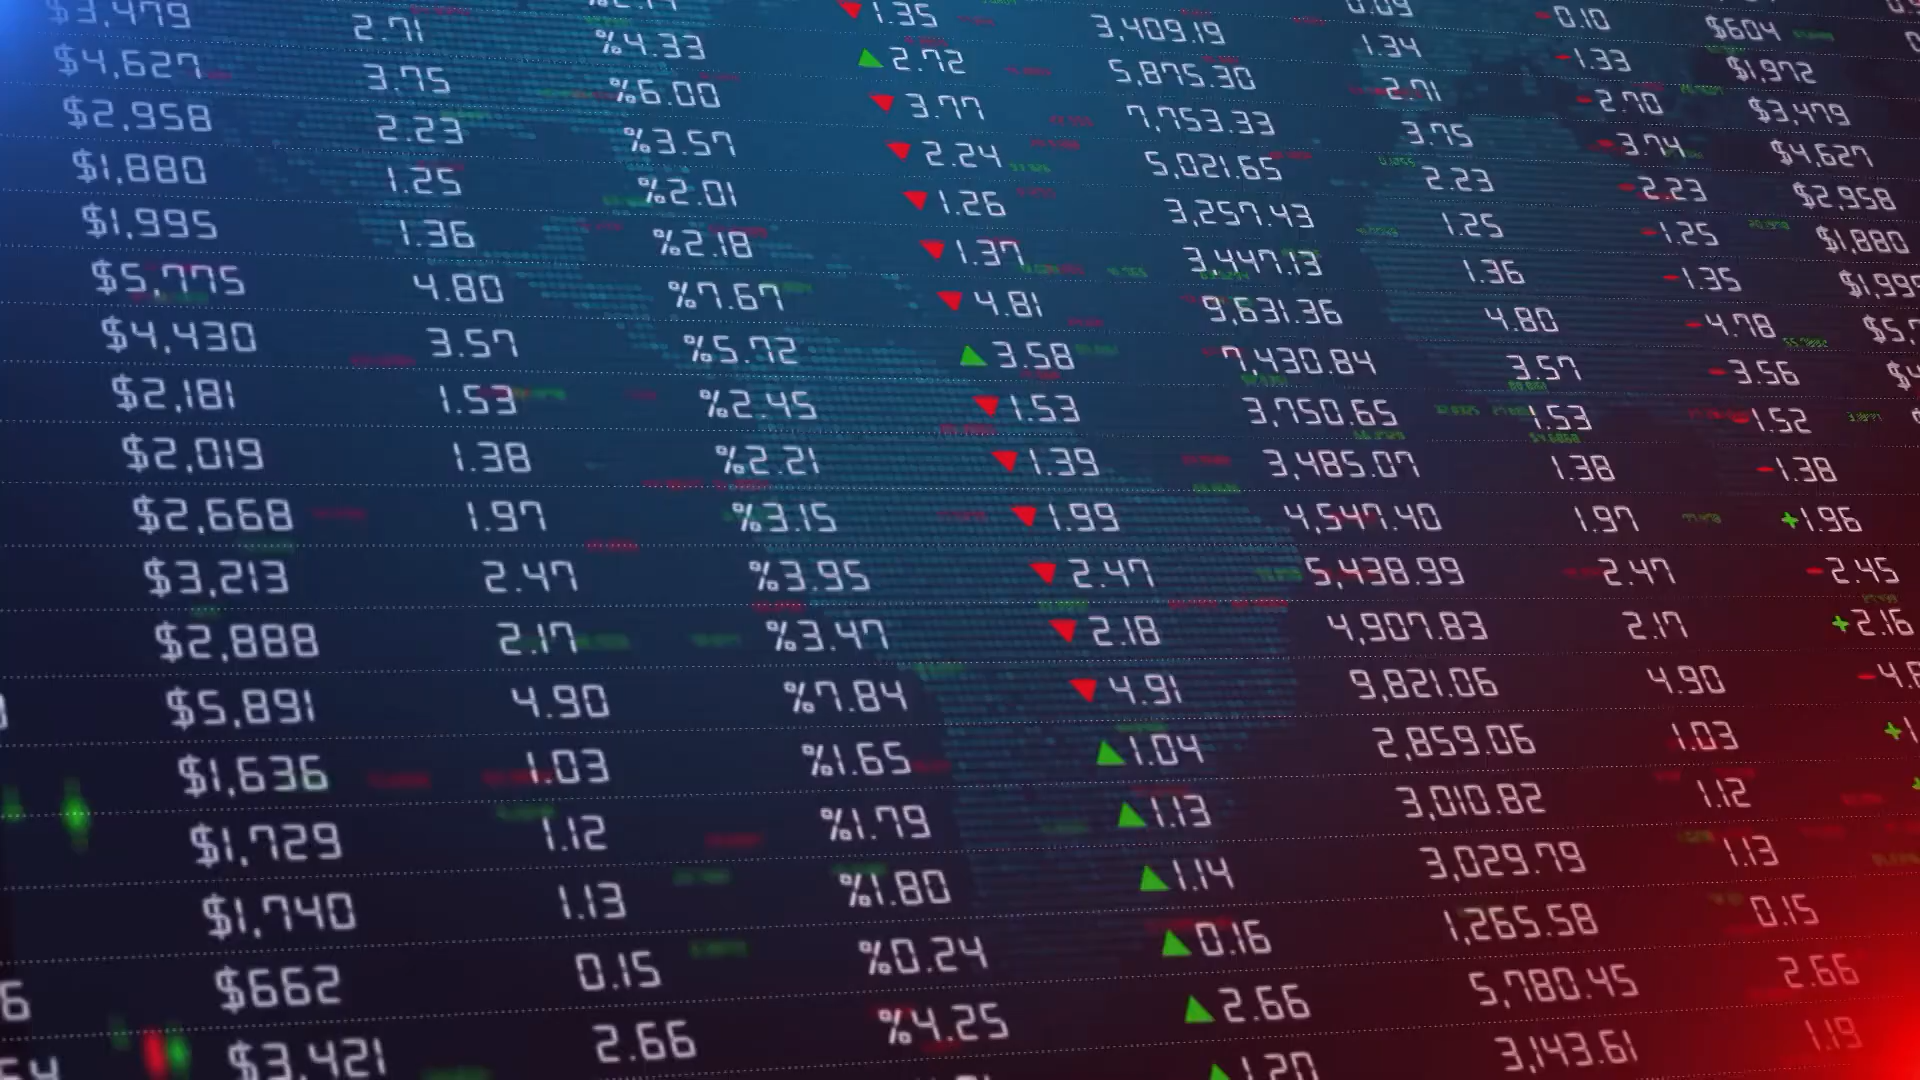 -0.10 $604
1.35 3,409.19 1.34 -1.33 $1,972
$3,479 2.71 %4.33 2.72 5,875.30 2.71 -2.70 $3,479
$4,627 3.75 %6.00 3.77 7,753.33 3.75 -3.74 $4,627
$2,958 2.23 %3.57 2.24 5,021.65 2.23 -2.23 $2,958
$1,880 1.25 %2.01 1.26 3,257.43 1.25 -1.25 $1,880
$1,995 1.36 %2.18 1.37 3,447.13 1.36 -1.35
$5,775 4.80 %7.67 4.81 9,631.36 4.80 -4.78
$4,430 3.57 %5.72 3.58 7,430.84 3.57 -3.56
$2,181 1.53 %2.45 1.53 3,750.65 1.53 -1.52
$2,019 1.38 %2.21 1.39 3,485.07 1.38 -1.38
$2,668 1.97 %3.15 1.99 4,547.40 1.97 +1.96
$3,213 2.47 %3.95 2.47 5,438.99 2.47 -2.45
$2,888 2.17 %3.47 2.18 4,907.83 2.17 +2.16
$5,891 4.90 %7.84 4.91 9,821.06 4.90
$1,636 1.03 %1.65 1.04 2,859.06 1.03
$1,729 1.12 %1.79 1.13 3,010.82 1.12
$1,740 1.13 %1.80 1.14 3,029.79 1.13
$662 0.15 %0.24 0.16 1,265.58 0.15
$3,421 2.66 %4.25 2.66 5,780.45 2.66
1.20 3,143.61 1.19